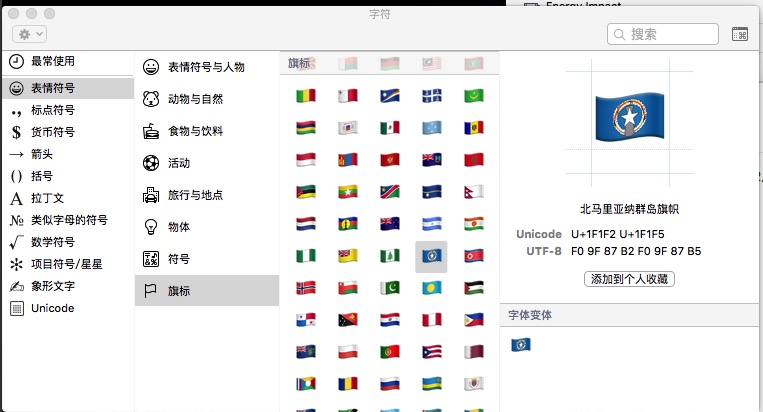 Energy Impact
字符
搜索
最常使用
表情符号
标点符号
货币符号
箭头
括号
拉丁文
类似字母的符号
数学符号
项目符号/星星
象形文字
Unicode
表情符号与人物
动物与自然
食物与饮料
活动
旅行与地点
物体
符号
旗标
旗标
北马里亚纳群岛旗帜
Unicode U+1F1F2 U+1F1F5
UTF-8 F0 9F 87 B2 F0 9F 87 B5
添加到个人收藏
字体变体